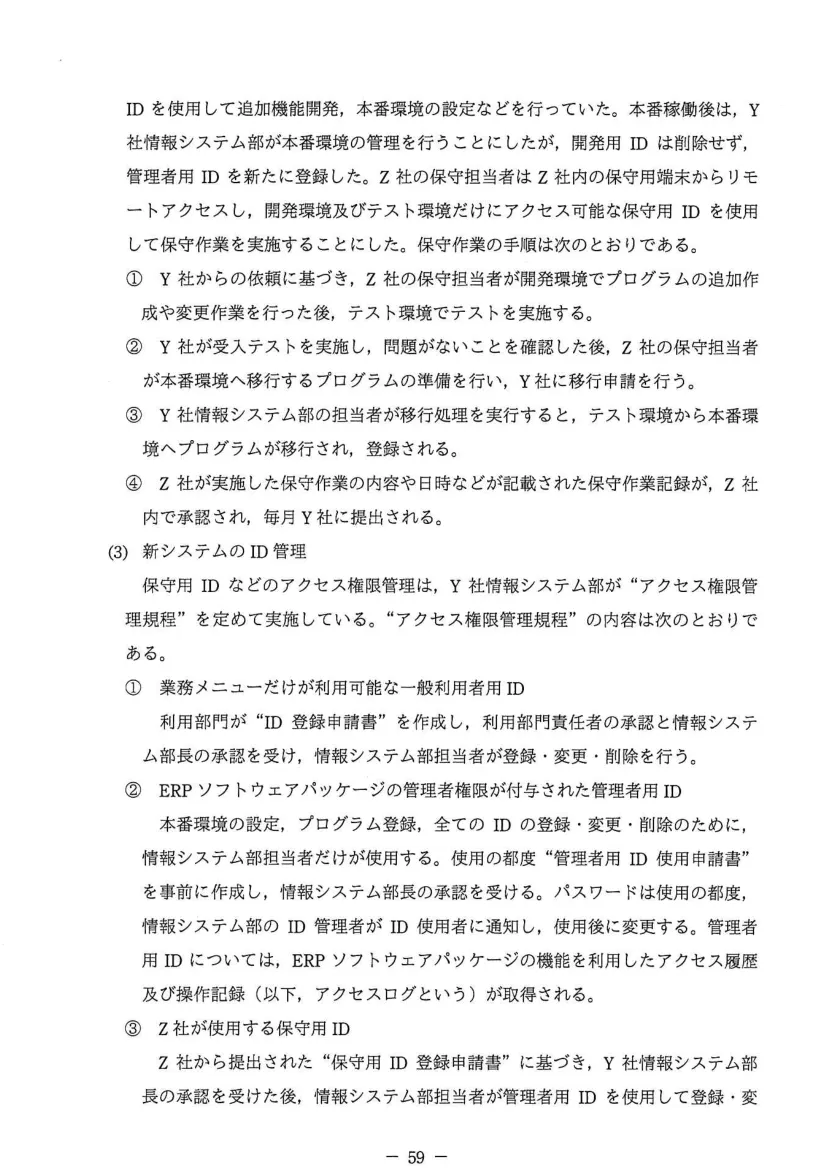 ID を使用して追加機能開発，本番環境の設定などを行っていた。本番稼働後は，Y
社情報システム部が本番環境の管理を行うことにしたが，開発用 ID は削除せず，
管理者用 ID を新たに登録した。Z 社の保守担当者は Z 社内の保守用端末からリモ
ートアクセスし，開発環境及びテスト環境だけにアクセス可能な保守用 ID を使用
して保守作業を実施することにした。保守作業の手順は次のとおりである。
① Y 社からの依頼に基づき，Z 社の保守担当者が開発環境でプログラムの追加作
成や変更作業を行った後，テスト環境でテストを実施する。
② Y 社が受入テストを実施し，問題がないことを確認した後，Z 社の保守担当者
が本番環境へ移行するプログラムの準備を行い，Y社に移行申請を行う。
③ Y 社情報システム部の担当者が移行処理を実行すると，テスト環境から本番環
境へプログラムが移行され，登録される。
④ Z 社が実施した保守作業の内容や日時などが記載された保守作業記録が，Z 社
内で承認され，毎月Y社に提出される。
(3) 新システムのID管理
保守用 ID などのアクセス権限管理は，Y 社情報システム部が“アクセス権限管
理規程”を定めて実施している。“アクセス権限管理規程”の内容は次のとおりで
ある。
① 業務メニューだけが利用可能な一般利用者用ID
利用部門が“ID 登録申請書”を作成し，利用部門責任者の承認と情報システ
ム部長の承認を受け，情報システム部担当者が登録・変更・削除を行う。
② ERPソフトウェアパッケージの管理者権限が付与された管理者用ID
本番環境の設定，プログラム登録，全ての ID の登録・変更・削除のために，
情報システム部担当者だけが使用する。使用の都度“管理者用 ID 使用申請書”
を事前に作成し，情報システム部長の承認を受ける。パスワードは使用の都度，
情報システム部の ID 管理者が ID 使用者に通知し，使用後に変更する。管理者
用IDについては，ERPソフトウェアパッケージの機能を利用したアクセス履歴
及び操作記録（以下，アクセスログという）が取得される。
③ Z社が使用する保守用ID
Z 社から提出された“保守用 ID 登録申請書”に基づき，Y 社情報システム部
長の承認を受けた後，情報システム部担当者が管理者用 ID を使用して登録・変
－ 59 －